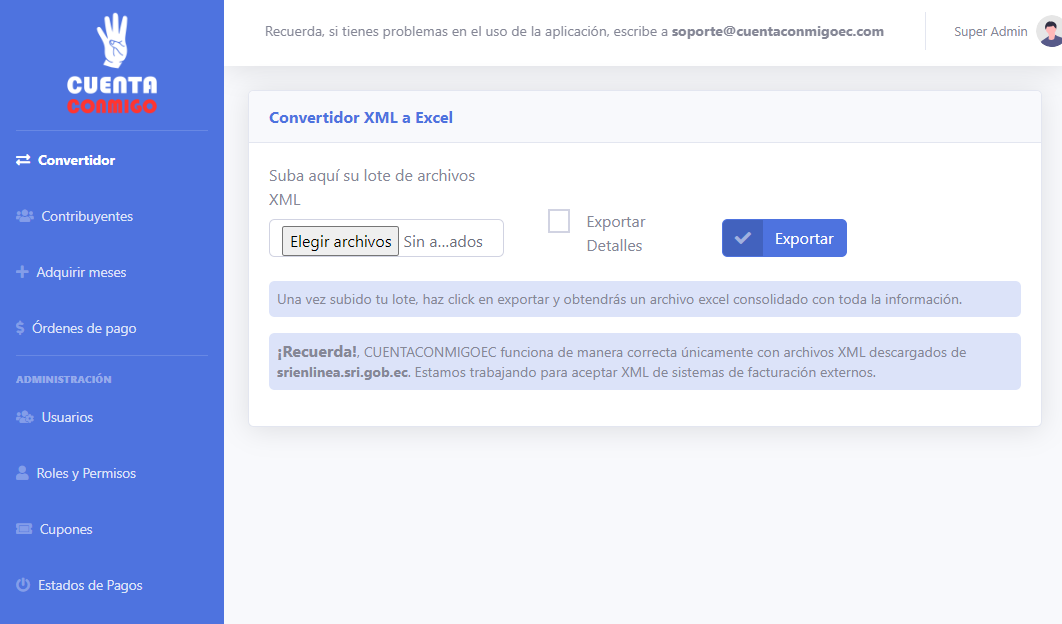 CUENTA
CONMIGO
Convertidor
Contribuyentes
Adquirir meses
Órdenes de pago
ADMINISTRACIÓN
Usuarios
Roles y Permisos
Cupones
Estados de Pagos
Recuerda, si tienes problemas en el uso de la aplicación, escribe a soporte@cuentaconmigoec.com
Super Admin
Convertidor XML a Excel
Suba aquí su lote de archivos
XML
Elegir archivos Sin a...ados
Exportar
Detalles
Exportar
Una vez subido tu lote, haz click en exportar y obtendrás un archivo excel consolidado con toda la información.
¡Recuerda!, CUENTACONMIGOEC funciona de manera correcta únicamente con archivos XML descargados de
srienlinea.sri.gob.ec. Estamos trabajando para aceptar XML de sistemas de facturación externos.